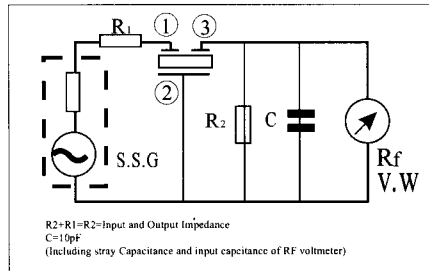 R1
① ③
②
R2
C
S.S.G
Rf
V.W
R2+R1=R2=Input and Output Impedance
C=10pF
(Including stray Capacitance and input capcitance of RF voltmeter)